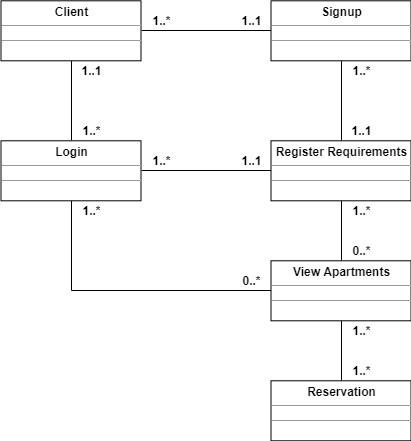 Client
1..*
1..1
Signup
1..1
1..*
1..*
1..1
Login
1..*
1..1
Register Requirements
1..*
1..*
0..*
0..*
View Apartments
1..*
1..*
Reservation